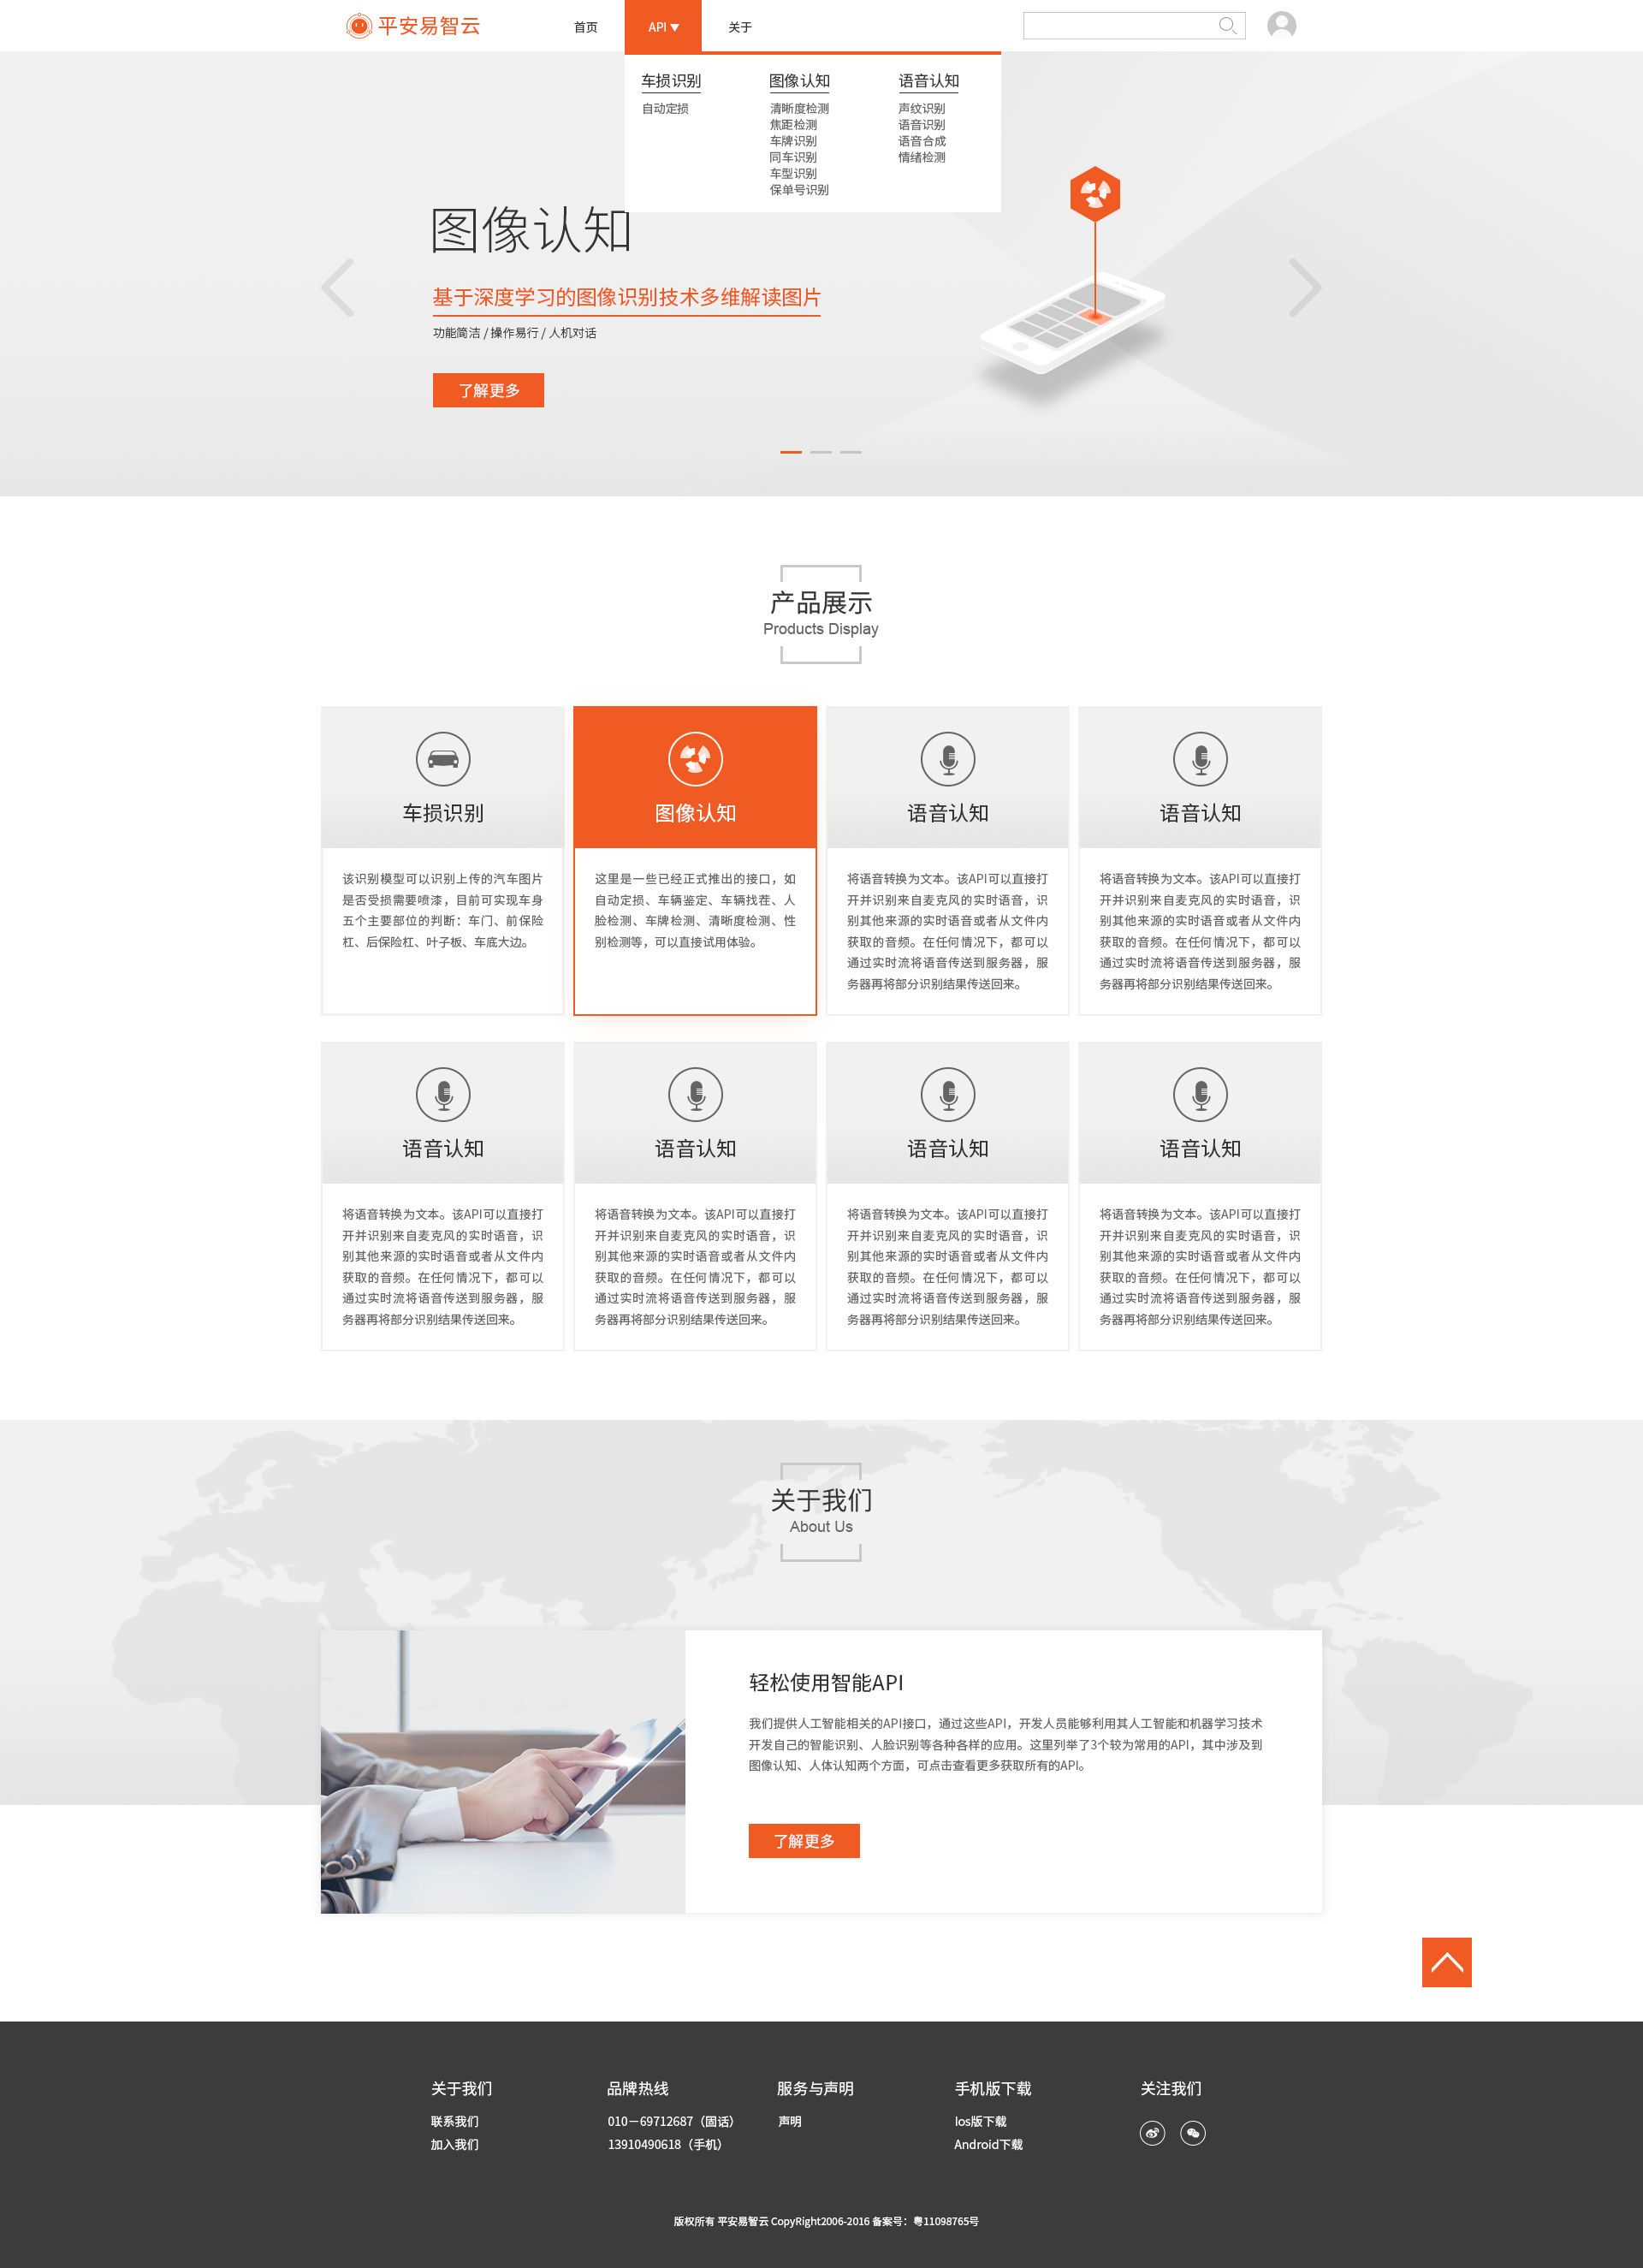 平安易智云
首页
API
关于
车损识别
自动定损
图像认知
清晰度检测
焦距检测
车牌识别
同车识别
车型识别
保单号识别
语音认知
声纹识别
语音识别
语音合成
情绪检测
图像认知
基于深度学习的图像识别技术多维解读图片
功能简洁 / 操作易行 / 人机对话
了解更多
产品展示
Products Display
车损识别
该识别模型可以识别上传的汽车图片
是否受损需要喷漆，目前可实现车身
五个主要部位的判断：车门、前保险
杠、后保险杠、叶子板、车底大边。
图像认知
这里是一些已经正式推出的接口，如
自动定损、车辆鉴定、车辆找茬、人
脸检测、车牌检测、清晰度检测、性
别检测等，可以直接试用体验。
语音认知
将语音转换为文本。该API可以直接打
开并识别来自麦克风的实时语音，识
别其他来源的实时语音或者从文件内
获取的音频。在任何情况下，都可以
通过实时流将语音传送到服务器，服
务器再将部分识别结果传送回来。
语音认知
将语音转换为文本。该API可以直接打
开并识别来自麦克风的实时语音，识
别其他来源的实时语音或者从文件内
获取的音频。在任何情况下，都可以
通过实时流将语音传送到服务器，服
务器再将部分识别结果传送回来。
语音认知
将语音转换为文本。该API可以直接打
开并识别来自麦克风的实时语音，识
别其他来源的实时语音或者从文件内
获取的音频。在任何情况下，都可以
通过实时流将语音传送到服务器，服
务器再将部分识别结果传送回来。
语音认知
将语音转换为文本。该API可以直接打
开并识别来自麦克风的实时语音，识
别其他来源的实时语音或者从文件内
获取的音频。在任何情况下，都可以
通过实时流将语音传送到服务器，服
务器再将部分识别结果传送回来。
语音认知
将语音转换为文本。该API可以直接打
开并识别来自麦克风的实时语音，识
别其他来源的实时语音或者从文件内
获取的音频。在任何情况下，都可以
通过实时流将语音传送到服务器，服
务器再将部分识别结果传送回来。
语音认知
将语音转换为文本。该API可以直接打
开并识别来自麦克风的实时语音，识
别其他来源的实时语音或者从文件内
获取的音频。在任何情况下，都可以
通过实时流将语音传送到服务器，服
务器再将部分识别结果传送回来。
关于我们
About Us
轻松使用智能API
我们提供人工智能相关的API接口，通过这些API，开发人员能够利用其人工智能和机器学习技术
开发自己的智能识别、人脸识别等各种各样的应用。这里列举了3个较为常用的API，其中涉及到
图像认知、人体认知两个方面，可点击查看更多获取所有的API。
了解更多
关于我们
联系我们
加入我们
品牌热线
010－69712687（固话）
13910490618（手机）
服务与声明
声明
手机版下载
Ios版下载
Android下载
关注我们
版权所有 平安易智云 CopyRight2006-2016 备案号：粤11098765号